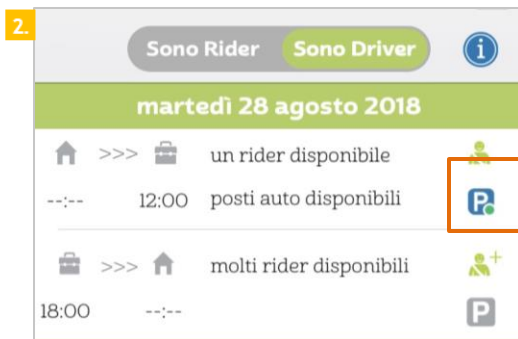 2.
Sono Rider Sono Driver i
martedì 28 agosto 2018
>>> un rider disponibile
--:-- 12:00 posti auto disponibili P
>>> molti rider disponibili +
18:00 --:-- P